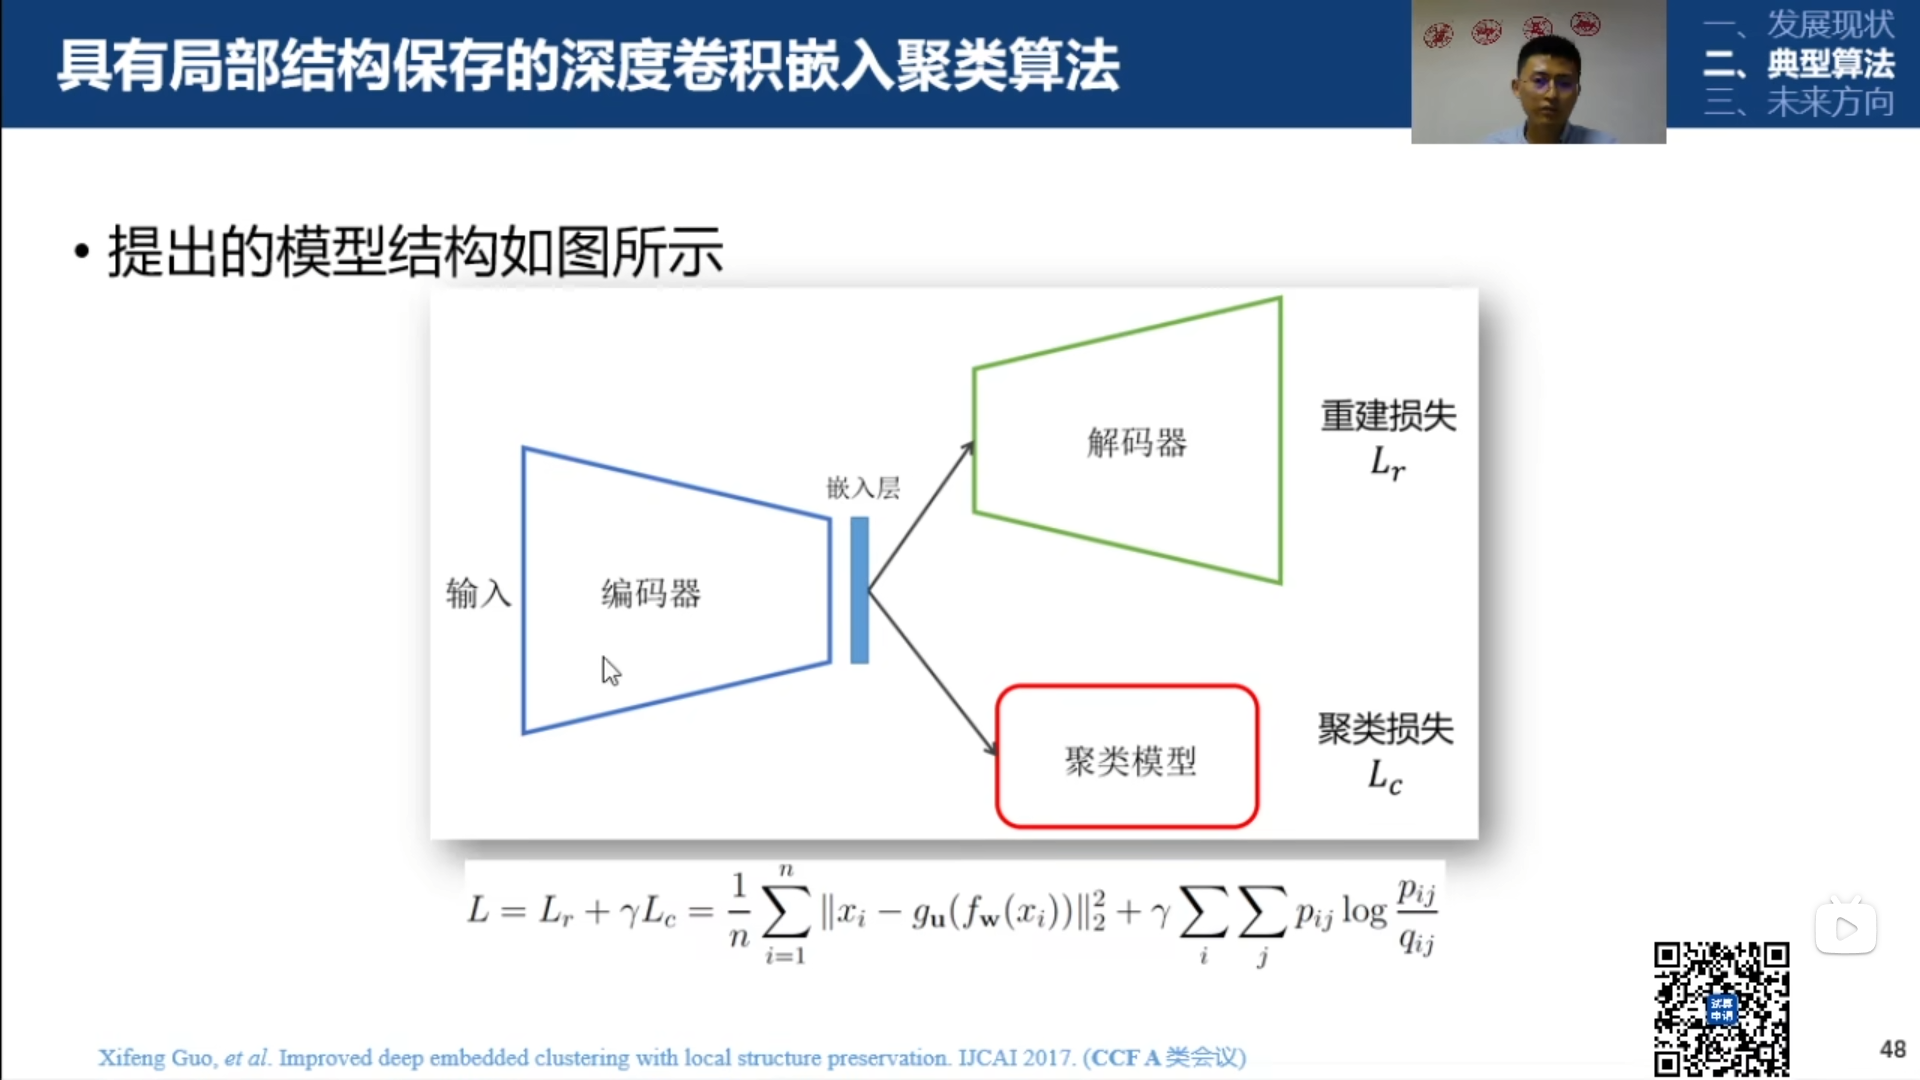 具有局部结构保存的深度卷积嵌入聚类算法
一、发展现状
二、典型算法
三、未来方向
• 提出的模型结构如图所示
输入
编码器
嵌入层
解码器
重建损失
L_r
聚类模型
聚类损失
L_c
L = L_r + γL_c = \frac{1}{n} \sum_{i=1}^{n} \|x_i - g_{\mathbf{u}}(f_{\mathbf{w}}(x_i))\|_2^2 + γ \sum_i \sum_j p_{ij} \log \frac{p_{ij}}{q_{ij}}
试算
申请
Xifeng Guo, et al. Improved deep embedded clustering with local structure preservation. IJCAI 2017. (CCF A 类会议)
48